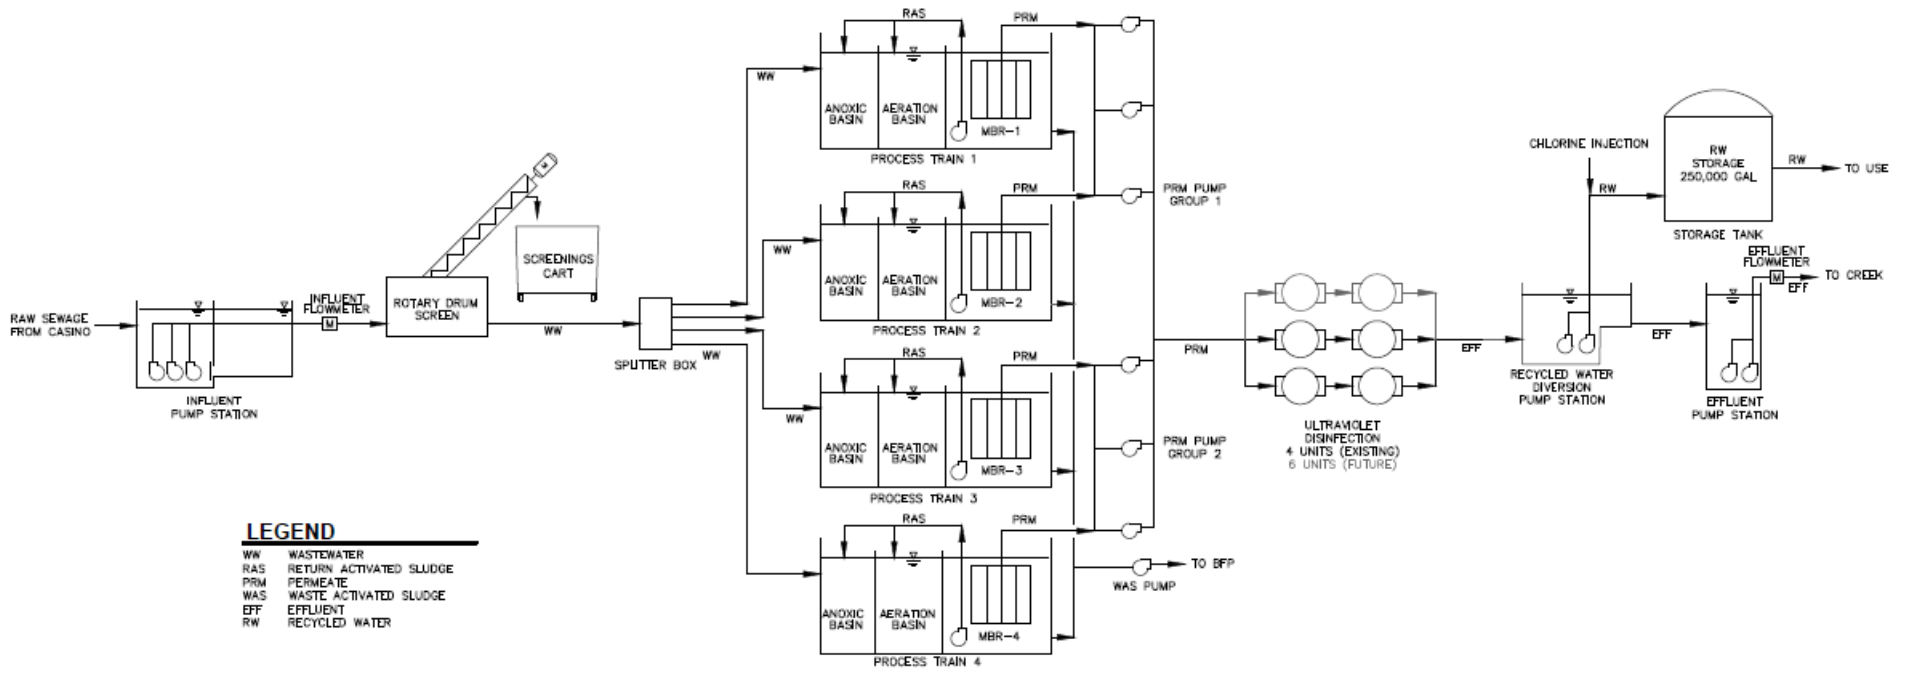 RAW SEWAGE
FROM CASINO
INFLUENT
PUMP STATION
INFLUENT
FLOWMETER
M
ROTARY DRUM
SCREEN
M
SCREENINGS
CART
WW
SPLITTER BOX
WW
WW
WW
WW
RAS
PRM
ANOXIC
BASIN
AERATION
BASIN
MBR-1
PROCESS TRAIN 1
RAS
PRM
ANOXIC
BASIN
AERATION
BASIN
MBR-2
PROCESS TRAIN 2
RAS
PRM
ANOXIC
BASIN
AERATION
BASIN
MBR-3
PROCESS TRAIN 3
RAS
PRM
ANOXIC
BASIN
AERATION
BASIN
MBR-4
PROCESS TRAIN 4
PRM PUMP
GROUP 1
PRM PUMP
GROUP 2
WAS PUMP
TO BFP
PRM
ULTRAVIOLET
DISINFECTION
4 UNITS (EXISTING)
6 UNITS (FUTURE)
EFF
CHLORINE INJECTION
RW
RECYCLED WATER
DIVERSION
PUMP STATION
RW
STORAGE
250,000 GAL
STORAGE TANK
RW
TO USE
EFF
EFFLUENT
FLOWMETER
M
EFF
TO CREEK
EFFLUENT
PUMP STATION
LEGEND
WW WASTEWATER
RAS RETURN ACTIVATED SLUDGE
PRM PERMEATE
WAS WASTE ACTIVATED SLUDGE
EFF EFFLUENT
RW RECYCLED WATER